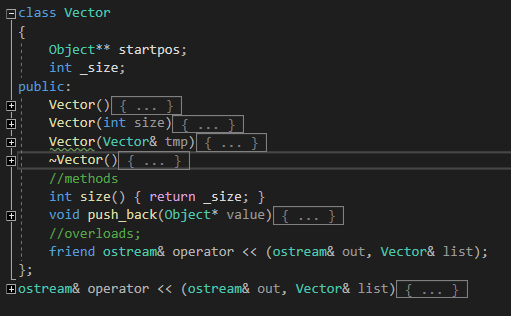 class Vector
{
    Object** startpos;
    int _size;
public:
    Vector(){ ... }
    Vector(int size){ ... }
    Vector(Vector& tmp){ ... }
    ~Vector(){ ... }
    //methods
    int size() { return _size; }
    void push_back(Object* value){ ... }
    //overloads;
    friend ostream& operator << (ostream& out, Vector& list);
};
ostream& operator << (ostream& out, Vector& list){ ... }